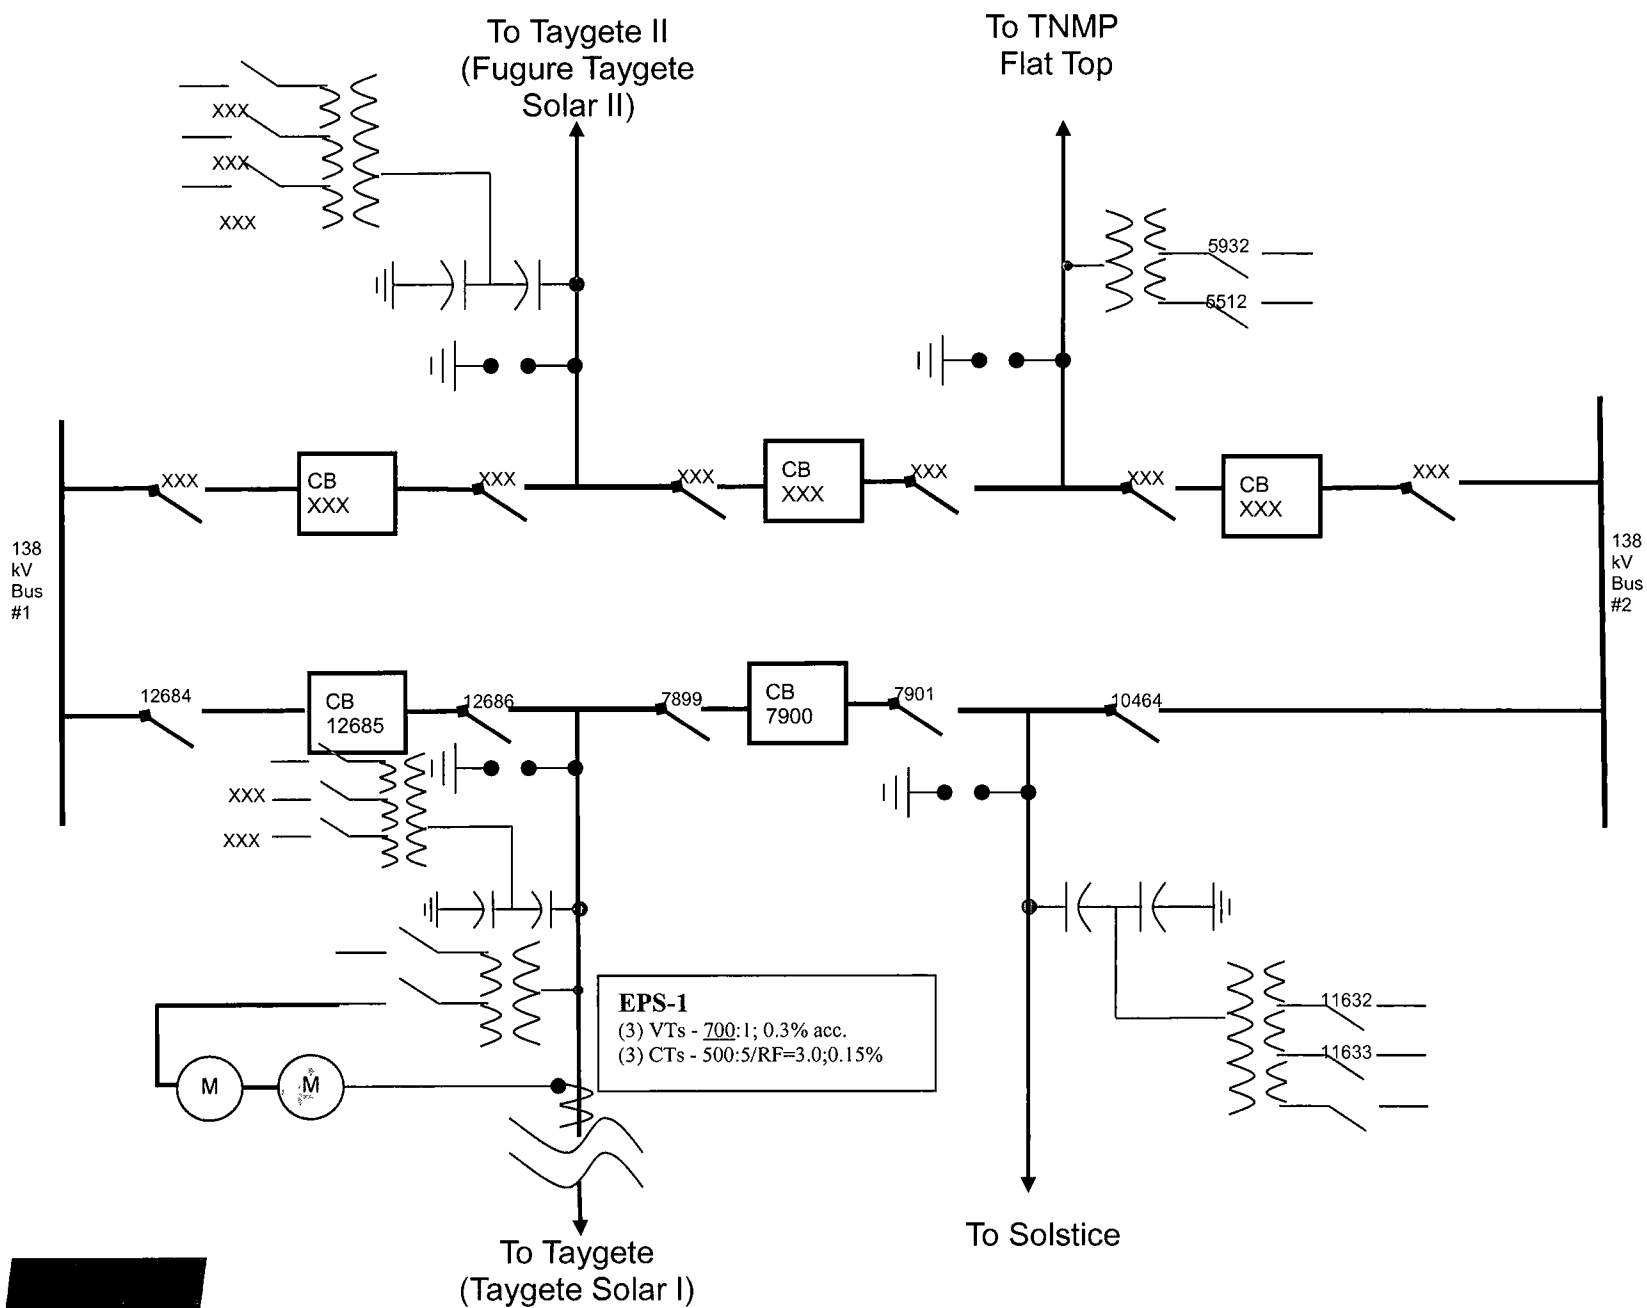 To Taygete II
(Fugure Taygete
Solar II)
To TNMP
Flat Top
XXX
XXX
XXX
5932
5512
XXX
CB
XXX
XXX
XXX
CB
XXX
XXX
XXX
CB
XXX
XXX
138
kV
Bus
#1
138
kV
Bus
#2
12684
CB
12685
12686
7899
CB
7900
7901
10464
XXX
XXX
EPS-1
(3) VTs - 700:1; 0.3% acc.
(3) CTs - 500:5/RF=3.0;0.15%
11632
11633
M
M
To Taygete
(Taygete Solar I)
To Solstice